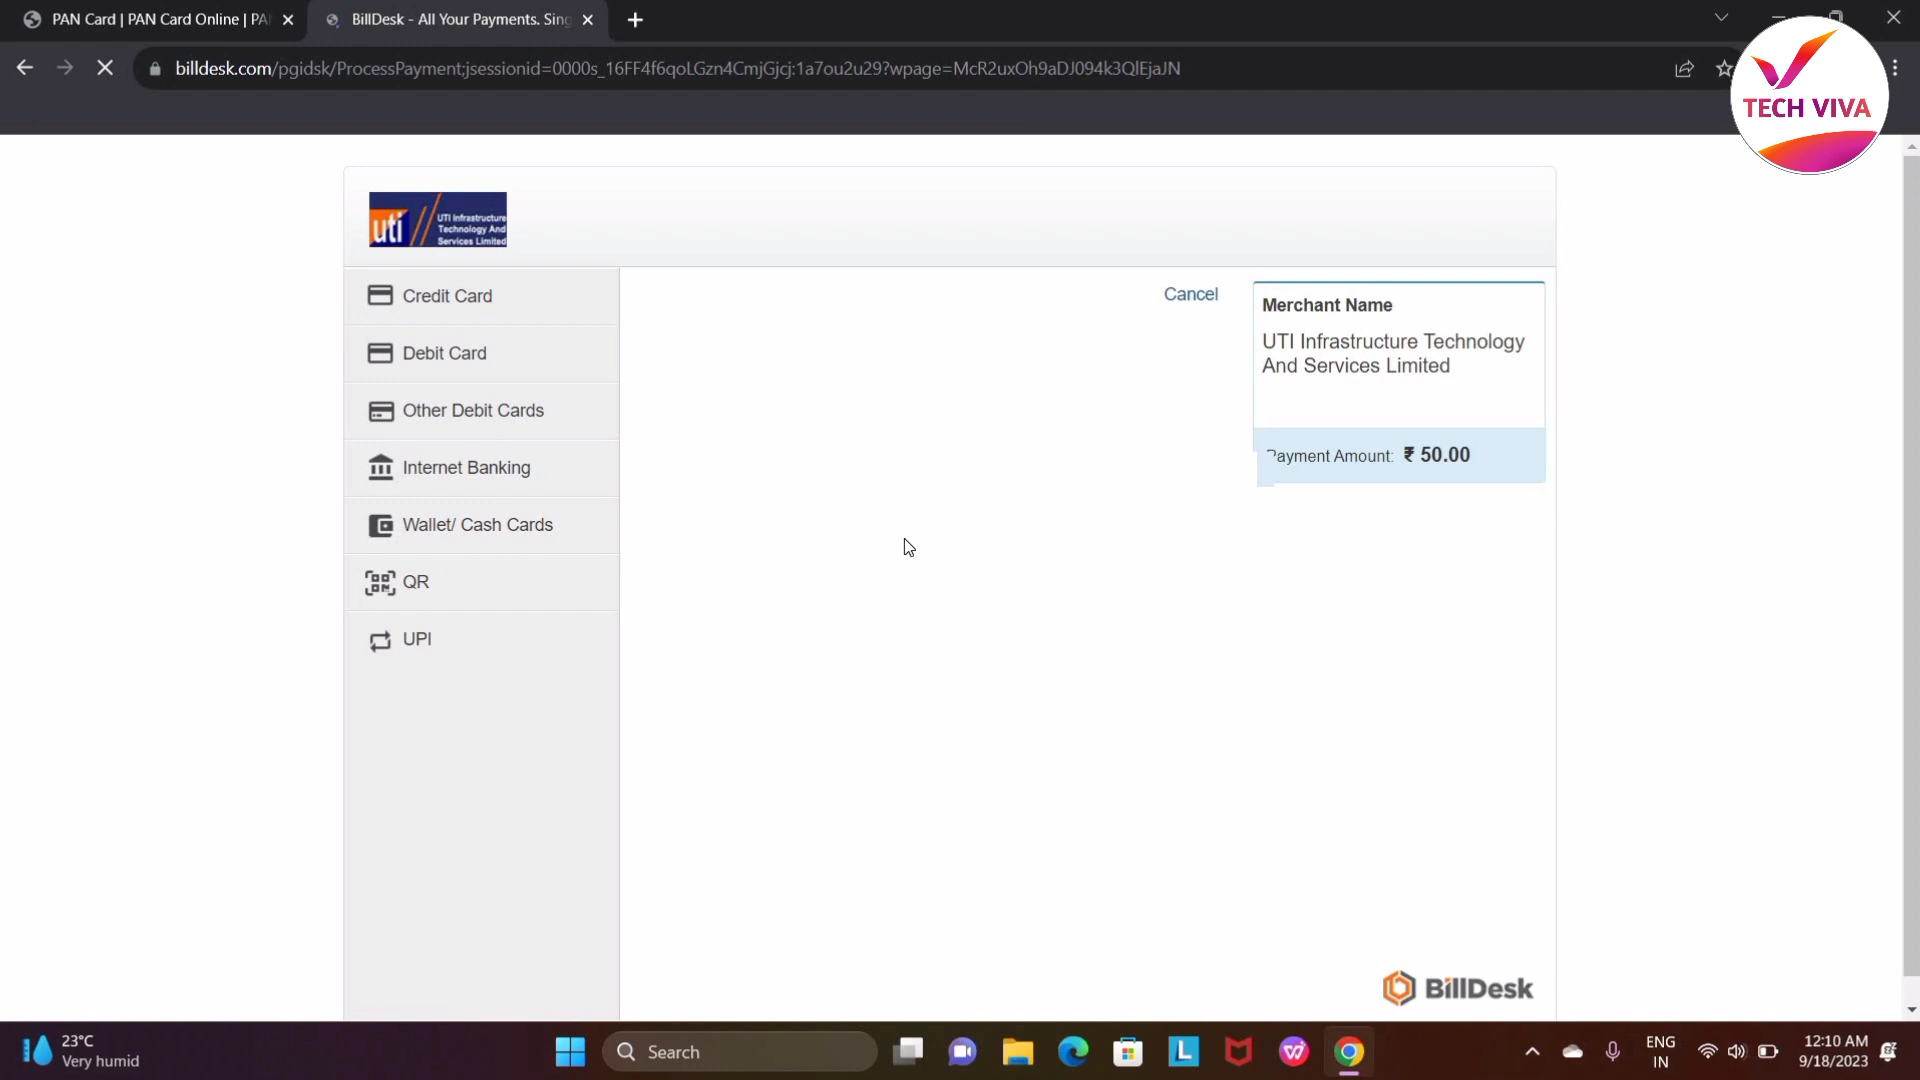 PAN Card | PAN Card Online | PA
BillDesk - All Your Payments. Sing
billdesk.com/pgidsk/ProcessPayment;jsessionid=0000s_16FF4f6qoLGzn4CmjGjcj:1a7ou2u29?wpage=McR2uxOh9aDJ094k3QlEjaJN
TECH VIVA
uti
UTI Infrastructure
Technology And
Services Limited
Credit Card
Debit Card
Other Debit Cards
Internet Banking
Wallet/ Cash Cards
QR
UPI
Cancel
Merchant Name
UTI Infrastructure Technology
And Services Limited
Payment Amount: ₹ 50.00
BillDesk
23°C
Very humid
Search
L
ENG
IN
12:10 AM
9/18/2023